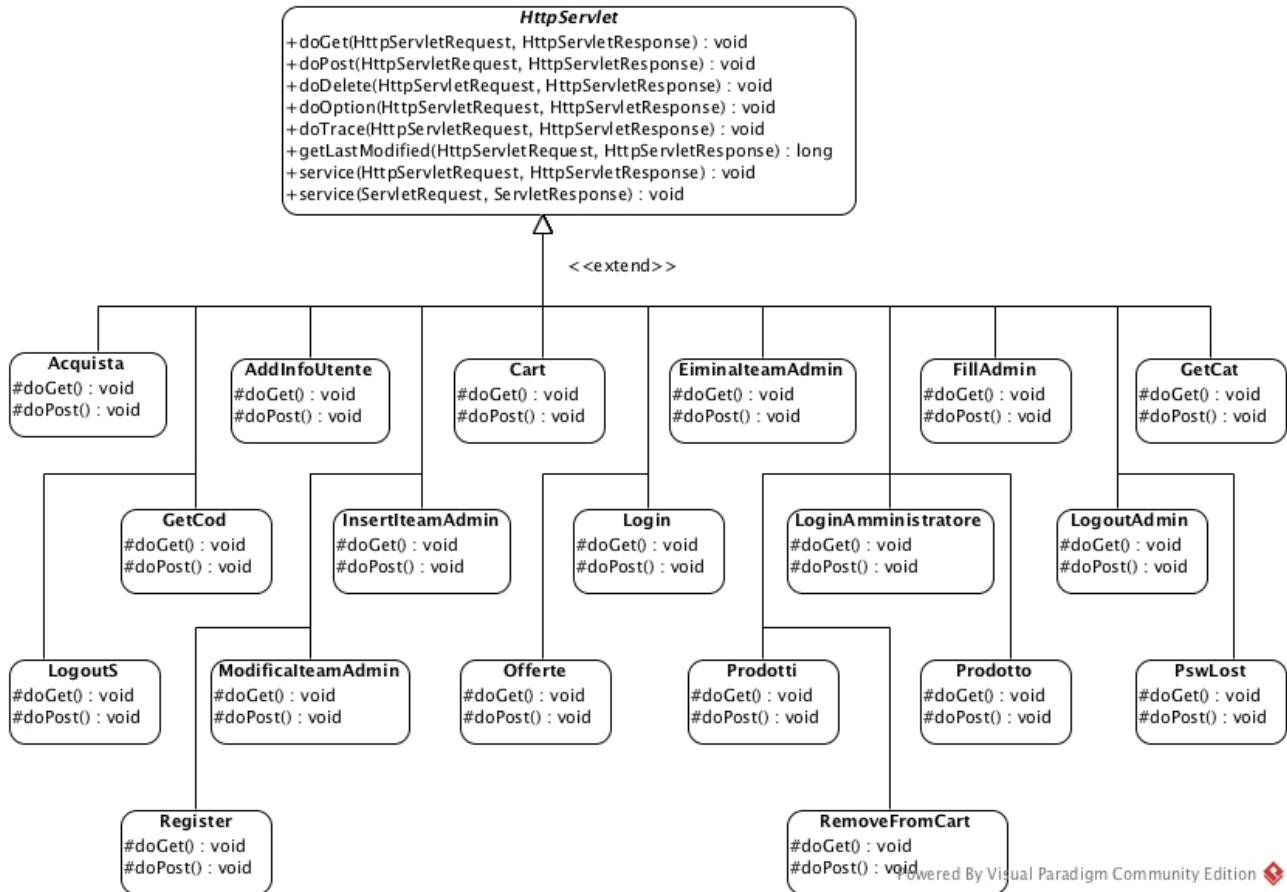 HttpServlet
+doGet(HttpServletRequest, HttpServletResponse) : void
+doPost(HttpServletRequest, HttpServletResponse) : void
+doDelete(HttpServletRequest, HttpServletResponse) : void
+doOption(HttpServletRequest, HttpServletResponse) : void
+doTrace(HttpServletRequest, HttpServletResponse) : void
+getLastModified(HttpServletRequest, HttpServletResponse) : long
+service(HttpServletRequest, HttpServletResponse) : void
+service(ServletRequest, ServletResponse) : void
<<extend>>
Acquista
#doGet() : void
#doPost() : void
AddInfoUtente
#doGet() : void
#doPost() : void
Cart
#doGet() : void
#doPost() : void
EiminaIteamAdmin
#doGet() : void
#doPost() : void
FillAdmin
#doGet() : void
#doPost() : void
GetCat
#doGet() : void
#doPost() : void
GetCod
#doGet() : void
#doPost() : void
InsertIteamAdmin
#doGet() : void
#doPost() : void
Login
#doGet() : void
#doPost() : void
LoginAmministratore
#doGet() : void
#doPost() : void
LogoutAdmin
#doGet() : void
#doPost() : void
LogoutS
#doGet() : void
#doPost() : void
ModificaIteamAdmin
#doGet() : void
#doPost() : void
Offerte
#doGet() : void
#doPost() : void
Prodotti
#doGet() : void
#doPost() : void
Prodotto
#doGet() : void
#doPost() : void
PswLost
#doGet() : void
#doPost() : void
Register
#doGet() : void
#doPost() : void
RemoveFromCart
#doGet() : void
#doPost() : void
Powered By Visual Paradigm Community Edition